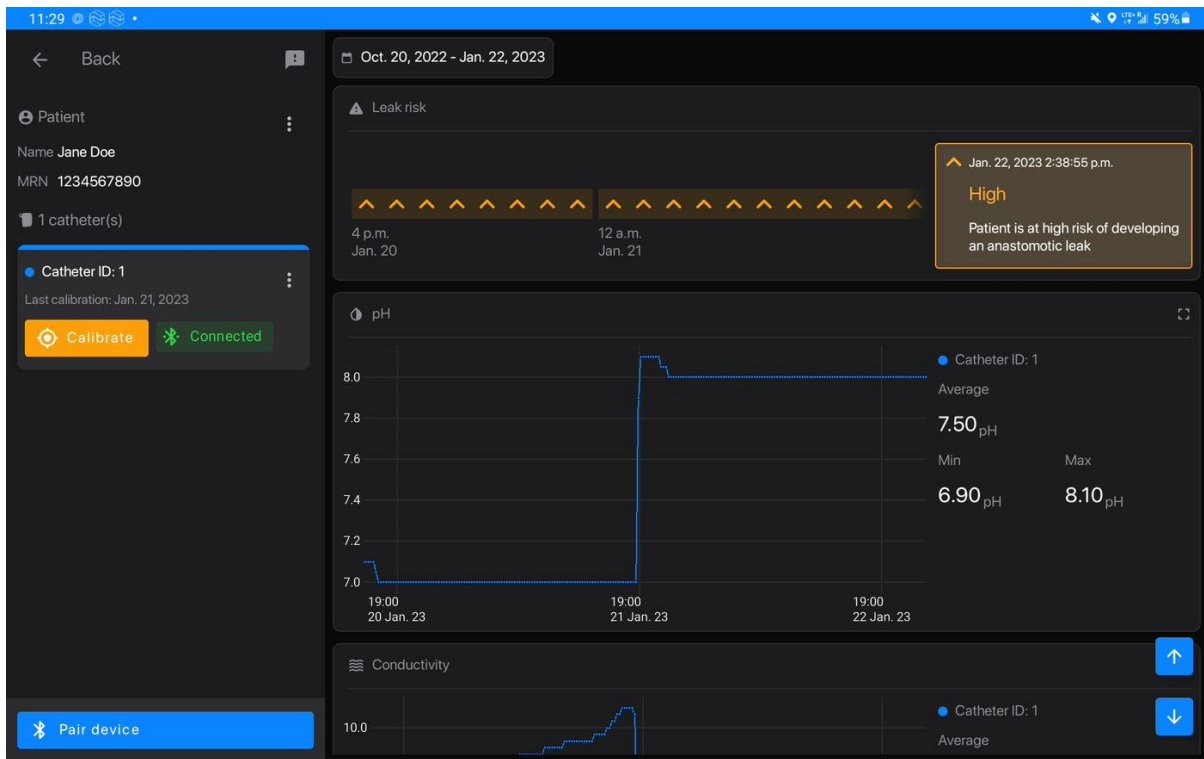 11:29
LTE+ R 59%
Back
Patient
Name Jane Doe
MRN 1234567890
1 catheter(s)
Catheter ID: 1
Last calibration: Jan. 21, 2023
Calibrate
Connected
Pair device
Oct. 20, 2022 - Jan. 22, 2023
Leak risk
4 p.m.
Jan. 20
12 a.m.
Jan. 21
Jan. 22, 2023 2:38:55 p.m.
High
Patient is at high risk of developing
an anastomotic leak
pH
8.0
7.8
7.6
7.4
7.2
7.0
19:00
20 Jan. 23
19:00
21 Jan. 23
19:00
22 Jan. 23
Catheter ID: 1
Average
7.50 pH
Min Max
6.90 pH 8.10 pH
Conductivity
10.0
Catheter ID: 1
Average